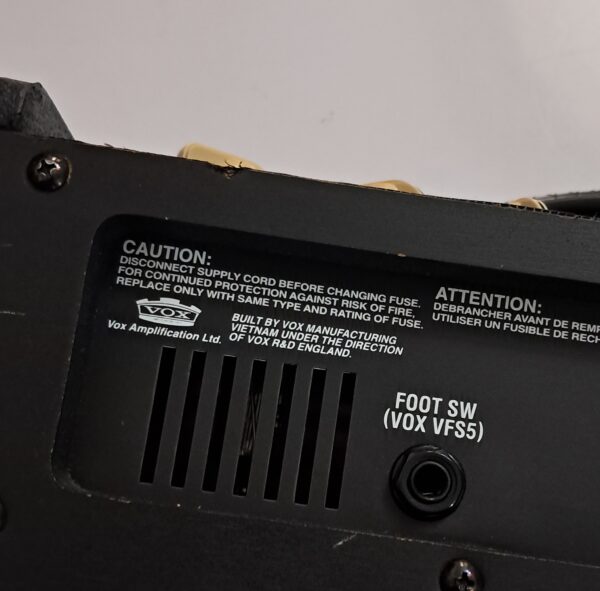 CAUTION:
DISCONNECT SUPPLY CORD BEFORE CHANGING FUSE.
FOR CONTINUED PROTECTION AGAINST RISK OF FIRE,
REPLACE ONLY WITH SAME TYPE AND RATING OF FUSE.
VOX
Vox Amplification Ltd.
BUILT BY VOX MANUFACTURING
VIETNAM UNDER THE DIRECTION
OF VOX R&D ENGLAND.
ATTENTION:
DEBRANCHER AVANT DE REMP
UTILISER UN FUSIBLE DE RECH
FOOT SW
(VOX VFS5)